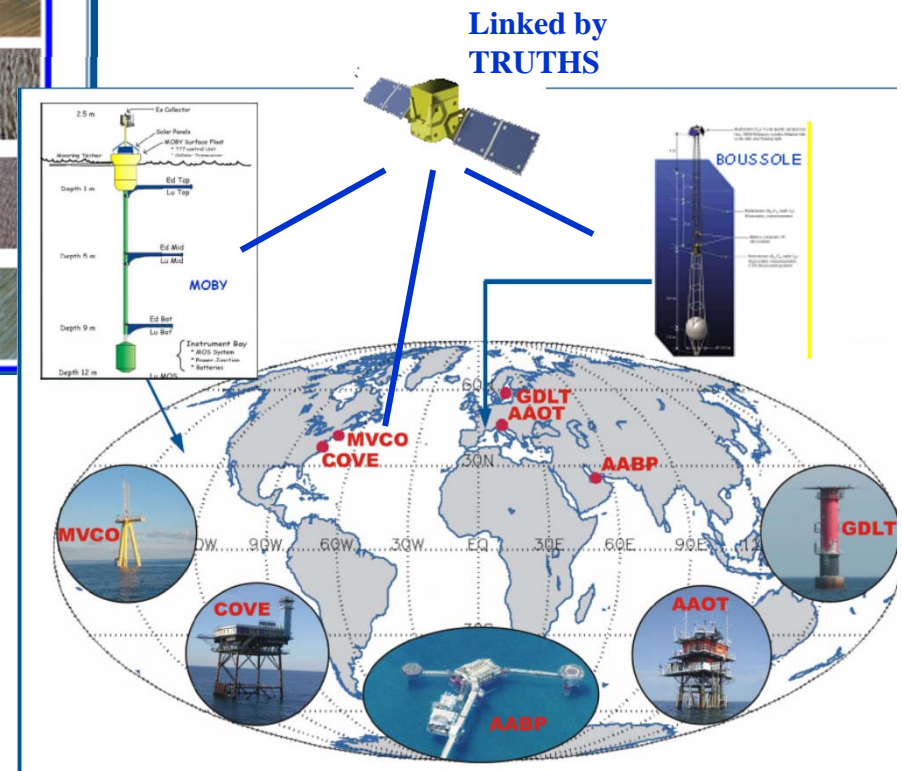 Linked by
TRUTHS
2.5 m
Es Collector
Solar Panels
MOBY Surface Float
Mooring Tether
Depth 1 m
Ed Top
Lu Top
Depth 5 m
Ed Mid
Lu Mid
MOBY
Depth 9 m
Ed Bot
Lu Bot
Instrument Bay
* MOS System
* Power Junction
* Batteries
Depth 12 m
Lu MOS
BOUSSOLE
60N
GDLT
AAOT
MVCO
COVE
30N
AABP
MVCO
GDLT
90W
60W
30W
EQ
30E
60E
90E
COVE
AAOT
AABP